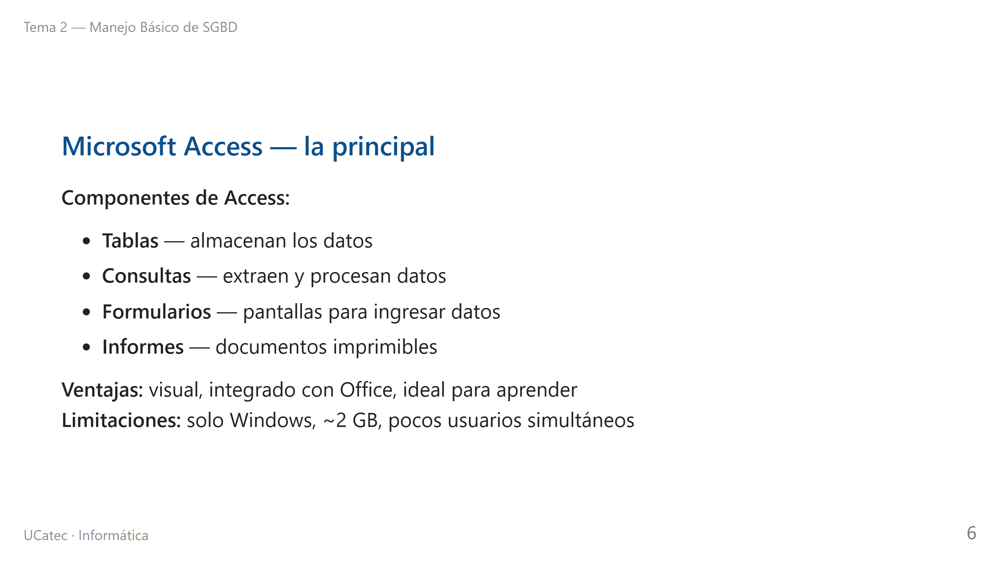 Tema 2 — Manejo Básico de SGBD
Microsoft Access — la principal
Componentes de Access:
• Tablas — almacenan los datos
• Consultas — extraen y procesan datos
• Formularios — pantallas para ingresar datos
• Informes — documentos imprimibles
Ventajas: visual, integrado con Office, ideal para aprender
Limitaciones: solo Windows, ~2 GB, pocos usuarios simultáneos
UCatec · Informática
6